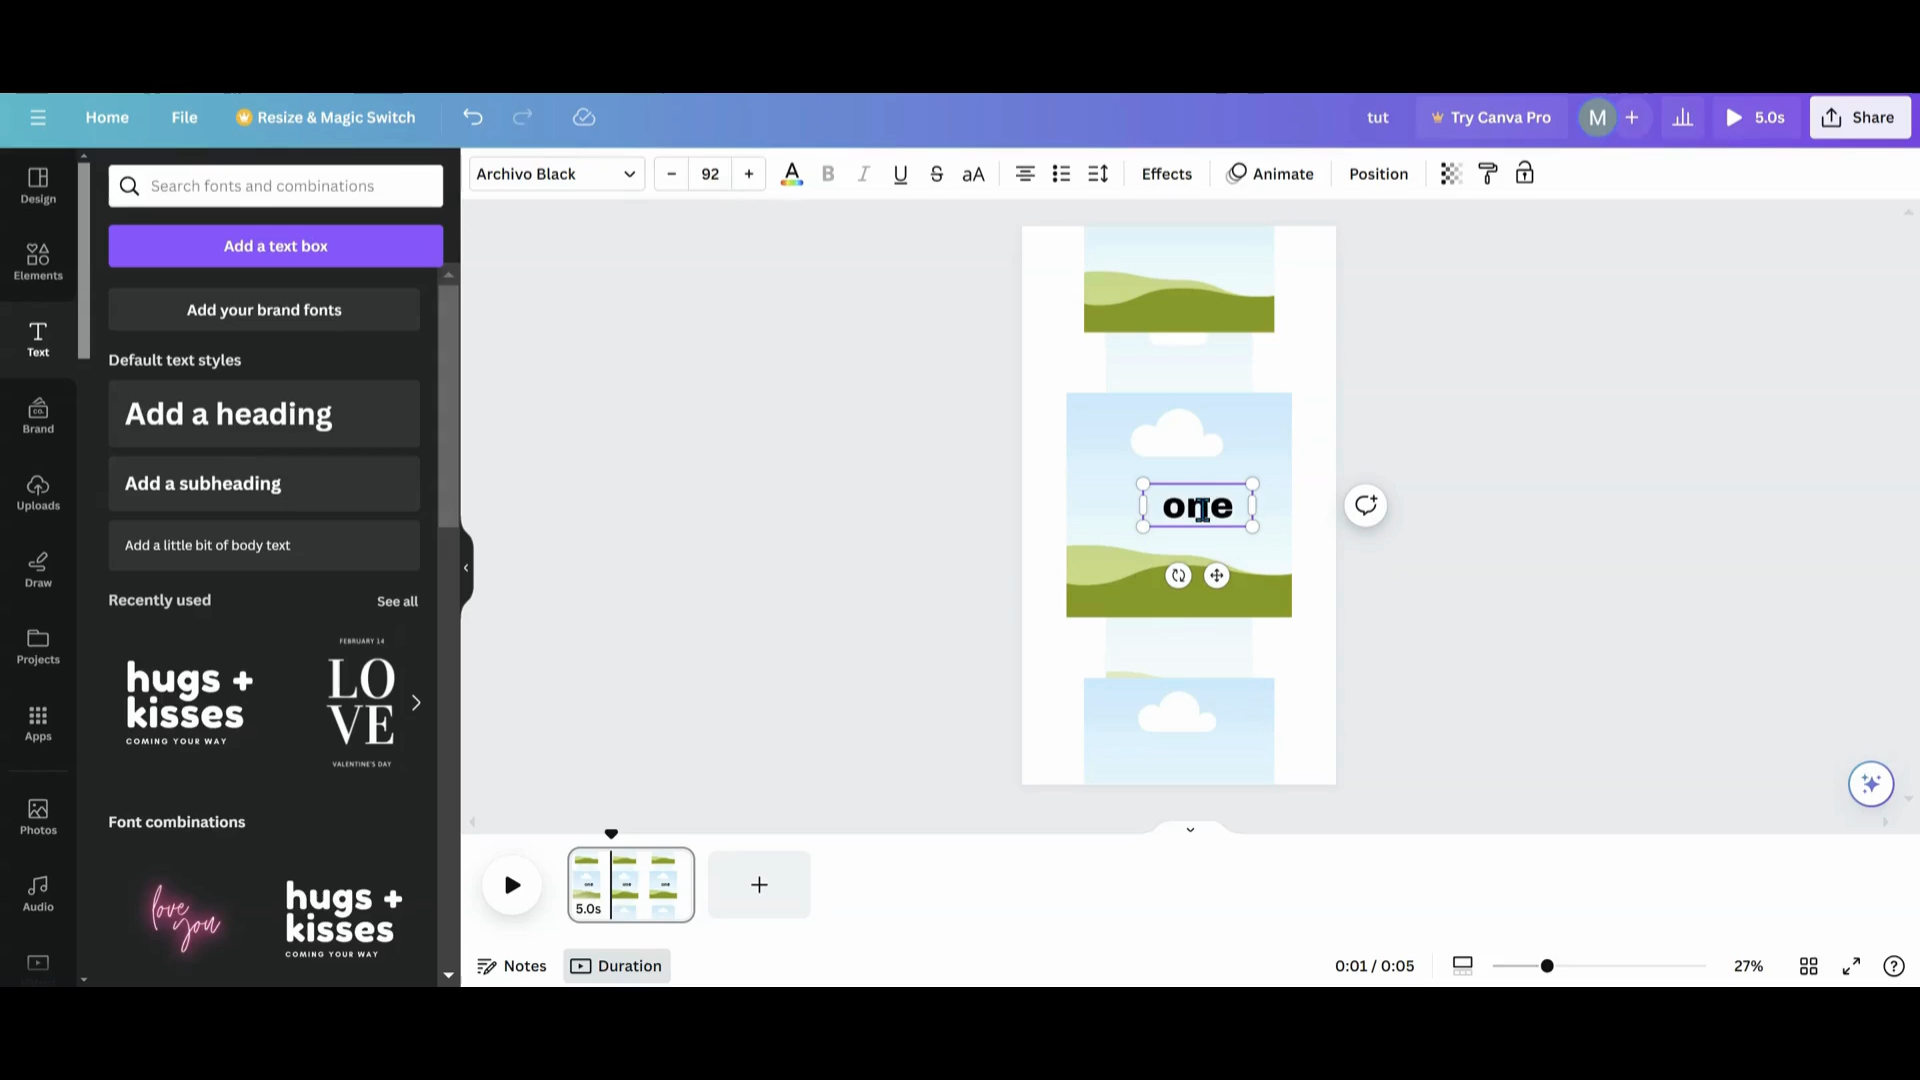 Home File Resize & Magic Switch tut Try Canva Pro M + 5.0s Share
Design
Elements
Text
Brand
Uploads
Draw
Projects
Apps
Photos
Audio
Search fonts and combinations
Add a text box
Add your brand fonts
Default text styles
Add a heading
Add a subheading
Add a little bit of body text
Recently used See all
hugs +
kisses
COMING YOUR WAY
FEBRUARY 14
LO
VE
VALENTINE'S DAY
Font combinations
love
you
hugs +
kisses
COMING YOUR WAY
Archivo Black − 92 + A B I U S aA Effects Animate Position
one
5.0s
+
Notes Duration 0:01 / 0:05 27% ?